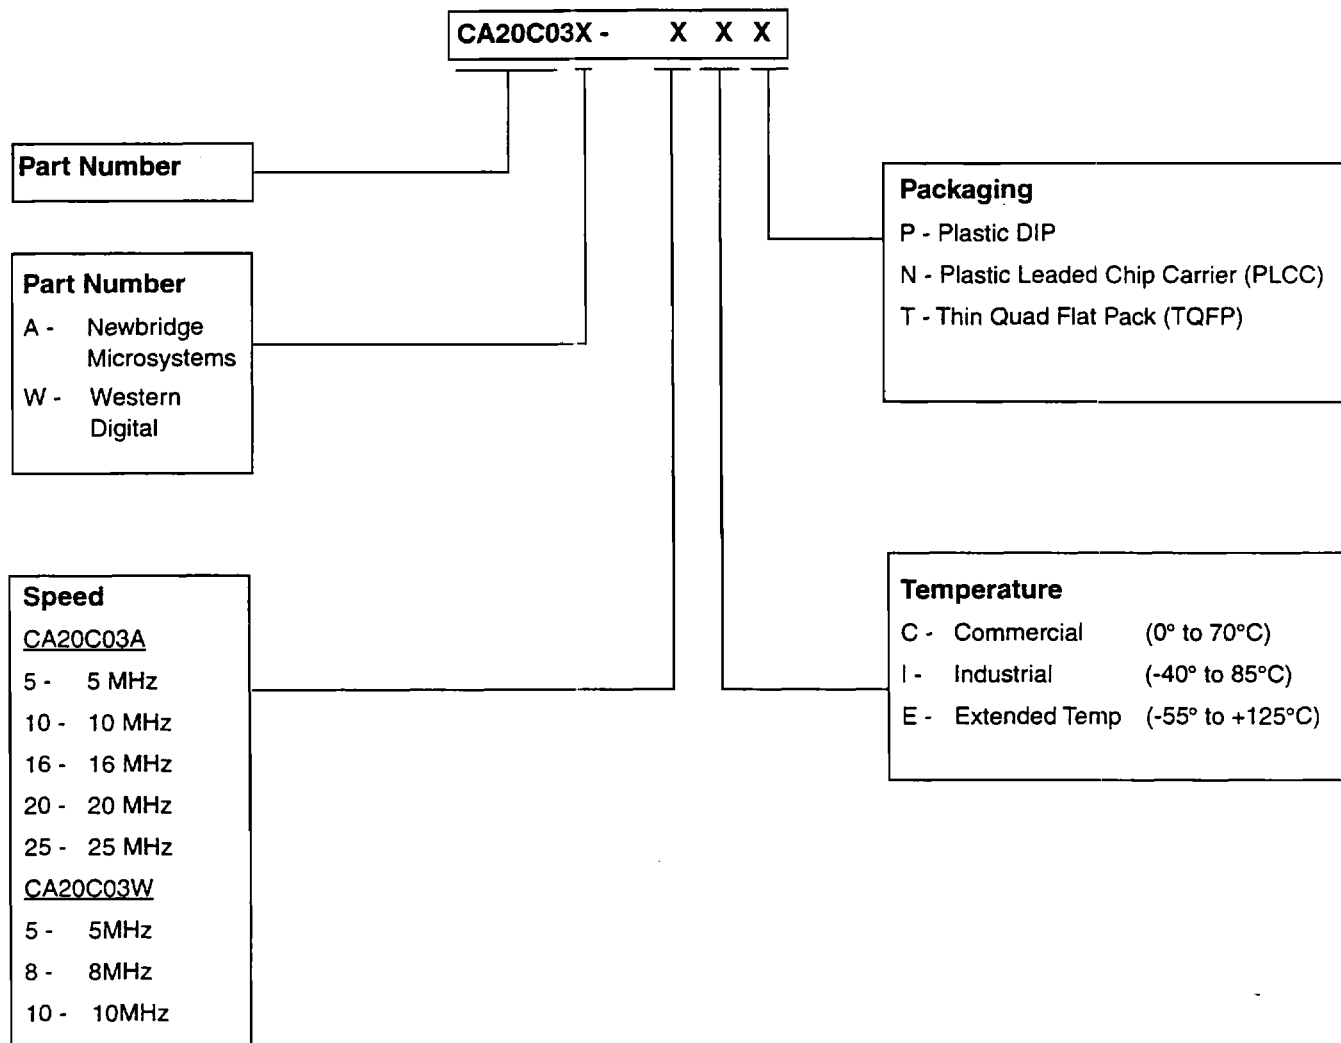 CA20C03X - X X X
Part Number
Part Number
A - Newbridge
Microsystems
W - Western
Digital
Speed
CA20C03A
5 - 5 MHz
10 - 10 MHz
16 - 16 MHz
20 - 20 MHz
25 - 25 MHz
CA20C03W
5 - 5MHz
8 - 8MHz
10 - 10MHz
Packaging
P - Plastic DIP
N - Plastic Leaded Chip Carrier (PLCC)
T - Thin Quad Flat Pack (TQFP)
Temperature
C - Commercial (0° to 70°C)
I - Industrial (-40° to 85°C)
E - Extended Temp (-55° to +125°C)